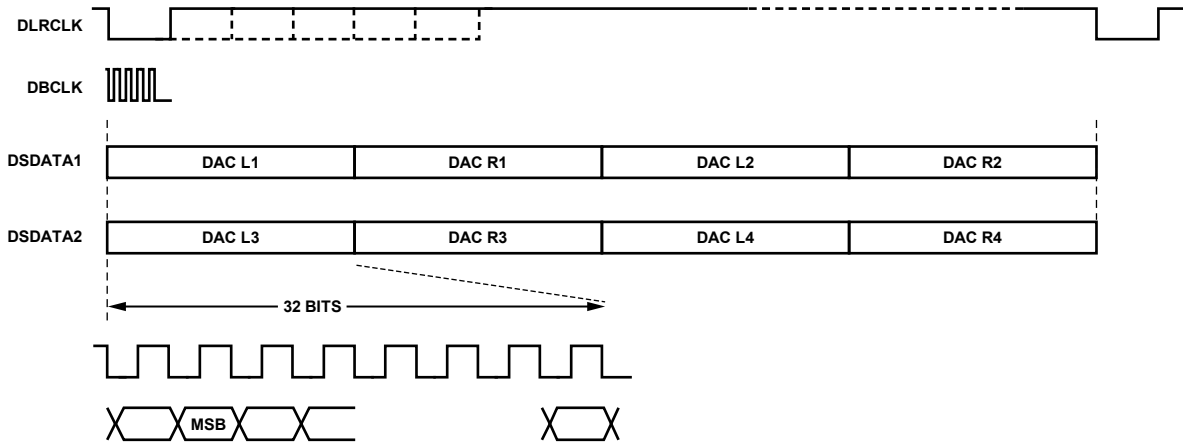 DLRCLK
DBCLK
DSDATA1 DAC L1 DAC R1 DAC L2 DAC R2
DSDATA2 DAC L3 DAC R3 DAC L4 DAC R4
32 BITS
MSB